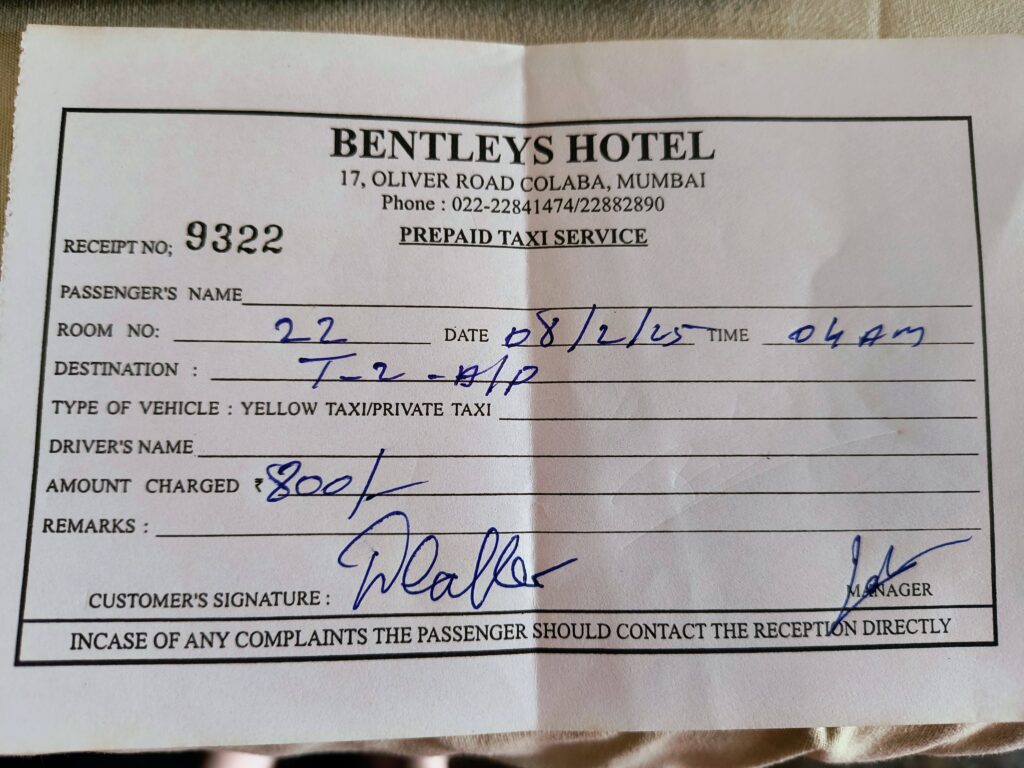 BENTLEYS HOTEL
17, OLIVER ROAD COLABA, MUMBAI
Phone : 022-22841474/22882890
PREPAID TAXI SERVICE
RECEIPT NO; 9322
PASSENGER'S NAME
ROOM NO: 22 DATE 08/2/25 TIME 04 AM
DESTINATION : T-2 - A/P
TYPE OF VEHICLE : YELLOW TAXI/PRIVATE TAXI
DRIVER'S NAME
AMOUNT CHARGED ₹ 800/-
REMARKS :
CUSTOMER'S SIGNATURE : MANAGER
INCASE OF ANY COMPLAINTS THE PASSENGER SHOULD CONTACT THE RECEPTION DIRECTLY